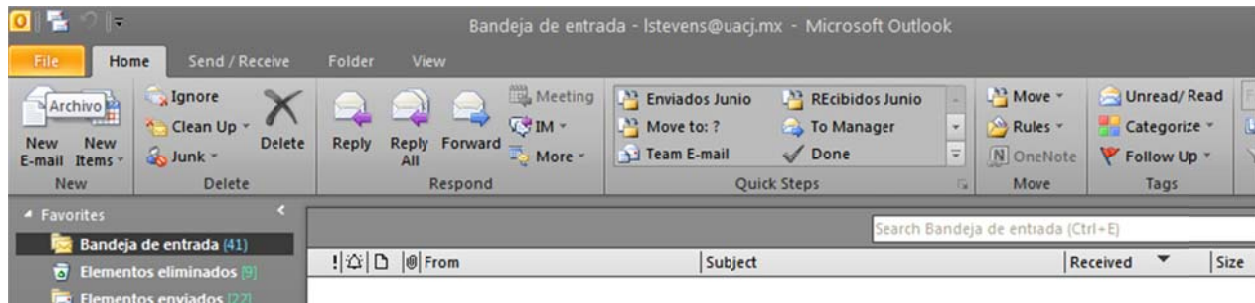 Bandeja de entrada - lstevens@uacj.mx - Microsoft Outlook
File Home Send / Receive Folder View
Archivo
New E-mail
New Items
New
Ignore
Clean Up
Junk
Delete
Delete
Reply
Reply All
Forward
Meeting
IM
More
Respond
Enviados Junio
Move to: ?
Team E-mail
REcibidos Junio
To Manager
Done
Quick Steps
Move
Rules
OneNote
Move
Unread/ Read
Categorize
Follow Up
Tags
Favorites
Bandeja de entrada (41)
Elementos eliminados [9]
Elementos enviados [22]
Search Bandeja de entrada (Ctrl+E)
! From Subject Received Size